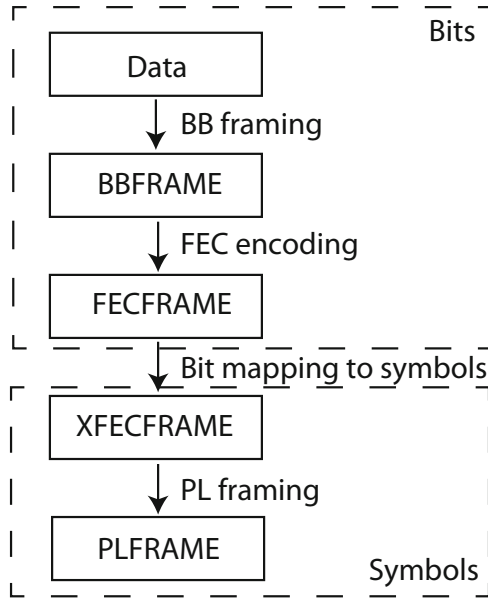 Bits
Data
BB framing
BBFRAME
FEC encoding
FECFRAME
Bit mapping to symbols
XFECFRAME
PL framing
PLFRAME
Symbols